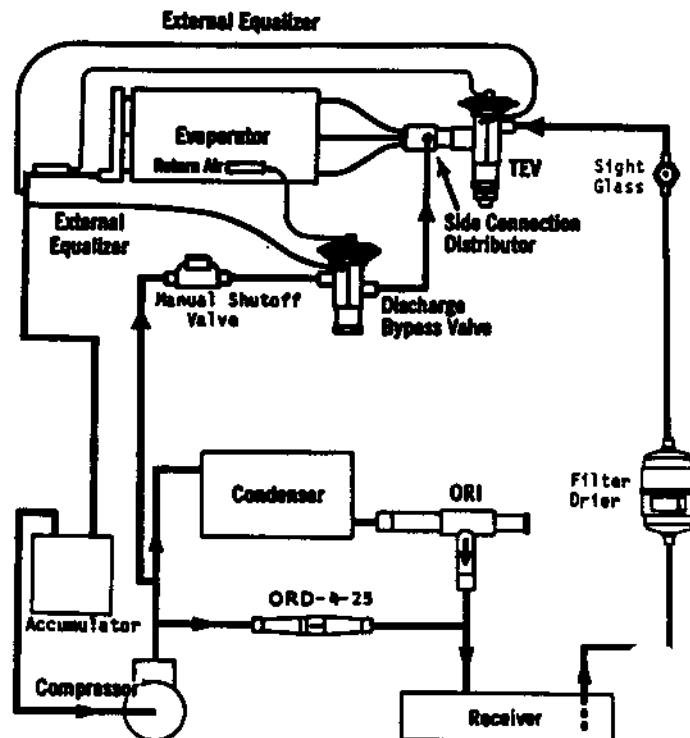 External Equalizer
Evaporator
Return Air
TEV
Sight
Glass
Side Connection
Distributor
External
Equalizer
Manual Shutoff
Valve
Discharge
Bypass Valve
Condenser
ORI
Filter
Drier
ORD-4-25
Accumulator
Compressor
Receiver